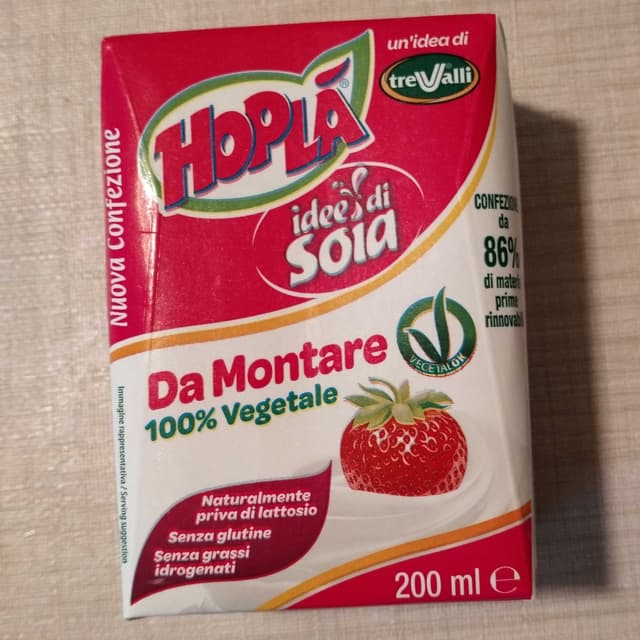 un'idea di
treValli
HOPLÀ®
idee di
soia
Nuova Confezione
CONFEZIONE
da
86%
di materie
prime
rinnovabili
VEGETALOK
Da Montare
100% Vegetale
Immagine rappresentativa / Serving suggestion
Naturalmente
priva di lattosio
Senza glutine
Senza grassi
idrogenati
200 ml ℮